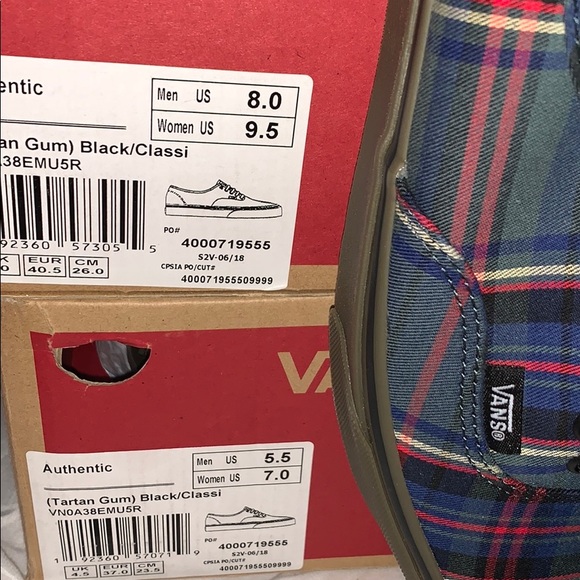 entic
Men US 8.0
Women US 9.5
an Gum) Black/Classi
A38EMU5R
92360 57305 5
PO#
4000719555
S2V-06/18
CPSIA PO/CUT#
400071955509999
EUR CM
40.5 26.0
VA
Authentic
Men US 5.5
Women US 7.0
(Tartan Gum) Black/Classi
VN0A38EMU5R
PO#
4000719555
S2V-06/18
CPSIA PO/CUT#
400071955509999
1 92360 57071 9
UK EUR CM
4.5 37.0 23.5
VANS®